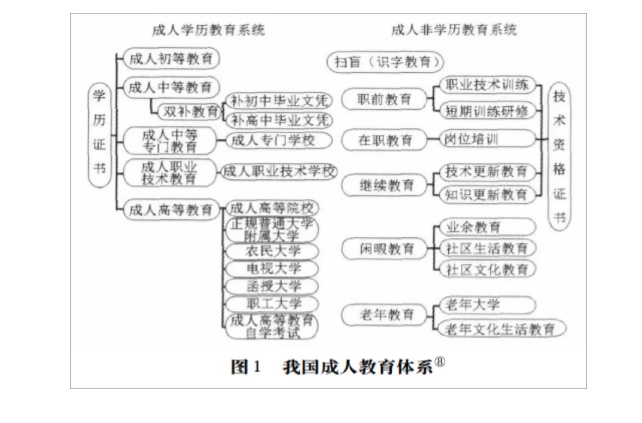 成人学历教育系统
成人非学历教育系统
学历证书
成人初等教育
成人中等教育
双补教育
补初中毕业文凭
补高中毕业文凭
成人中等
专门教育
成人专门学校
成人职业
技术教育
成人职业技术学校
成人高等教育
成人高等院校
正规普通大学
附属大学
农民大学
电视大学
函授大学
职工大学
成人高等教育
自学考试
扫盲（识字教育）
职前教育
职业技术训练
短期训练研修
在职教育
岗位培训
继续教育
技术更新教育
知识更新教育
闲暇教育
业余教育
社区生活教育
社区文化教育
老年教育
老年大学
老年文化生活教育
技术资格证书
图1 我国成人教育体系⑧